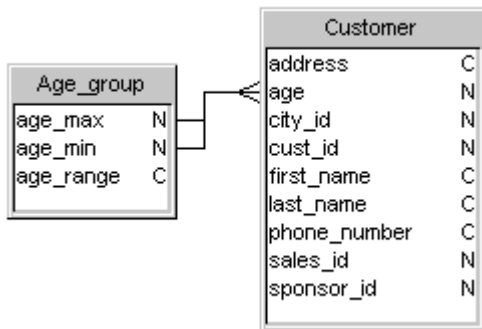 Age_group
age_max N
age_min N
age_range C
Customer
address C
age N
city_id N
cust_id N
first_name C
last_name C
phone_number C
sales_id N
sponsor_id N